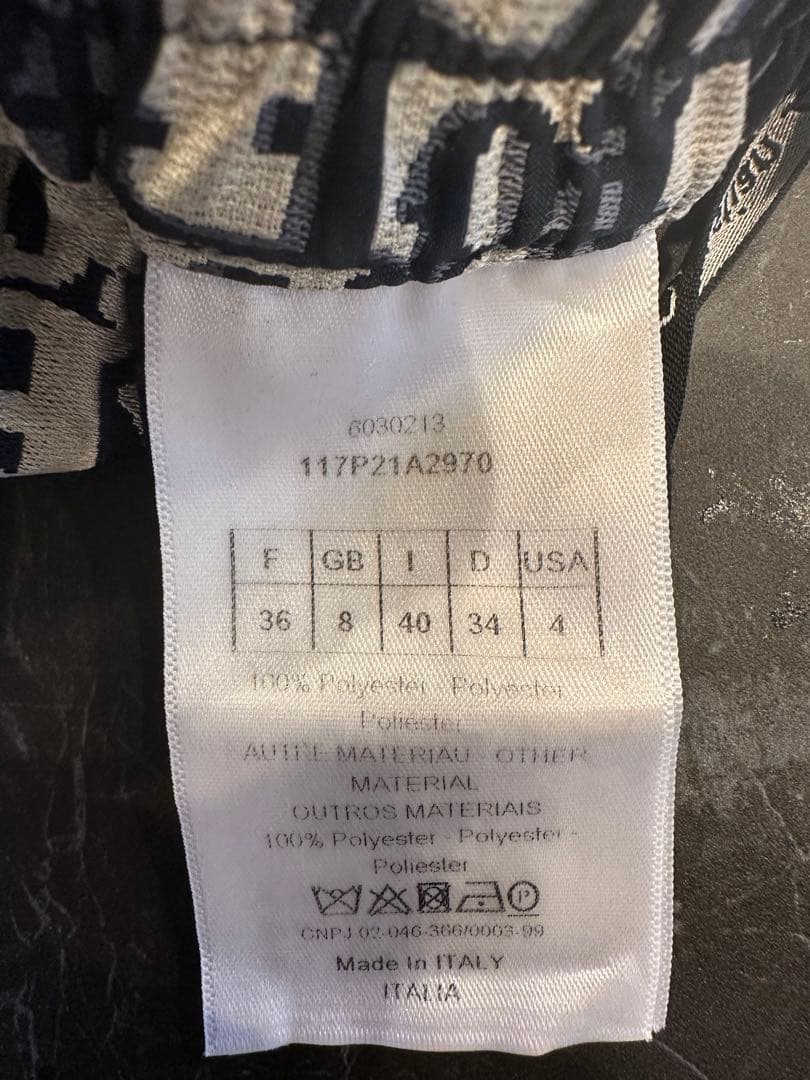 6030213
117P21A2970
F GB I D USA
36 8 40 34 4
100% Polyester - Polyester
Poliester
AUTRE MATERIAU - OTHER
MATERIAL
OUTROS MATERIAIS
100% Polyester - Polyester -
Poliester
P
CNPJ 02-046-366/0003-99
Made In ITALY
ITALIA